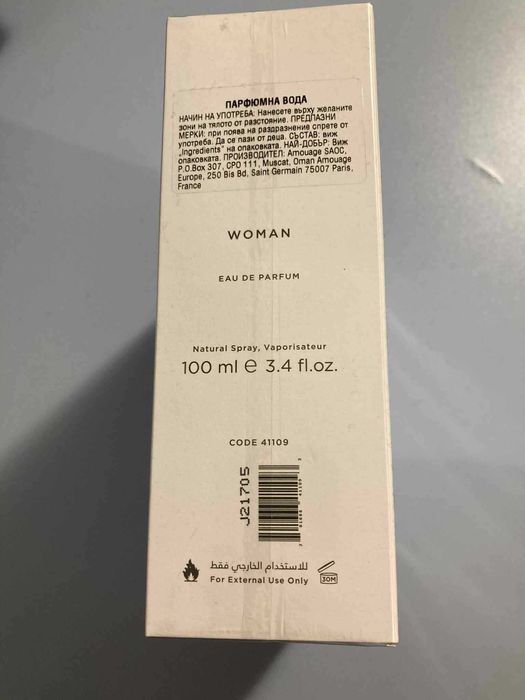 ПАРФЮМНА ВОДА
НАЧИН НА УПОТРЕБА: Нанесете върху желаните
зони на тялото от разстояние. ПРЕДПАЗНИ
МЕРКИ: при поява на раздразнение спрете от
употреба. Да се пази от деца. СЪСТАВ: виж
„Ingredients" на опаковката. НАЙ-ДОБЪР: Виж
опаковката. ПРОИЗВОДИТЕЛ: Amouage SAOC,
P.O.Box 307, CPO 111, Muscat, Oman Amouage
Europe, 250 Bis Bd, Saint Germain 75007 Paris,
France
WOMAN
EAU DE PARFUM
Natural Spray, Vaporisateur
100 ml e 3.4 fl.oz.
CODE 41109
J21705
للاستخدام الخارجي فقط
For External Use Only
30M